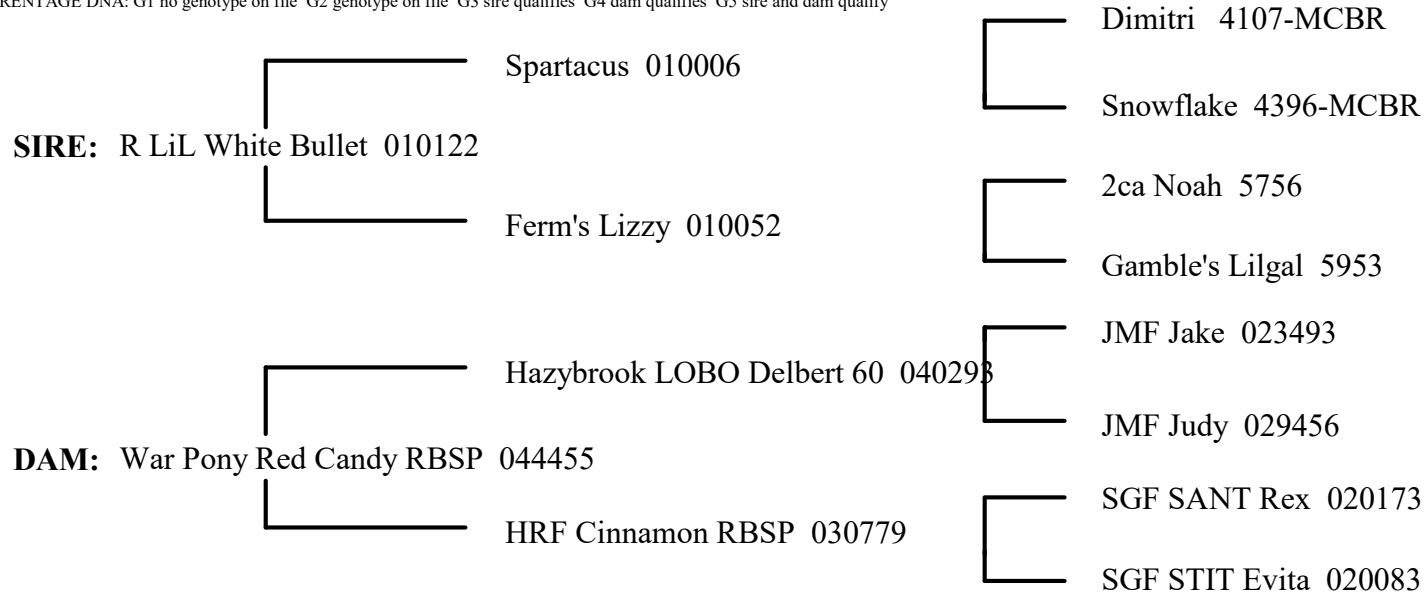 RENTAGE DNA: G1 no genotype on file G2 genotype on file G3 sire qualifies G4 dam qualifies G5 sire and dam qualify
Dimitri 4107-MCBR
Spartacus 010006
Snowflake 4396-MCBR
SIRE: R LiL White Bullet 010122
2ca Noah 5756
Ferm's Lizzy 010052
Gamble's Lilgal 5953
JMF Jake 023493
Hazybrook LOBO Delbert 60 040293
JMF Judy 029456
DAM: War Pony Red Candy RBSP 044455
SGF SANT Rex 020173
HRF Cinnamon RBSP 030779
SGF STIT Evita 020083